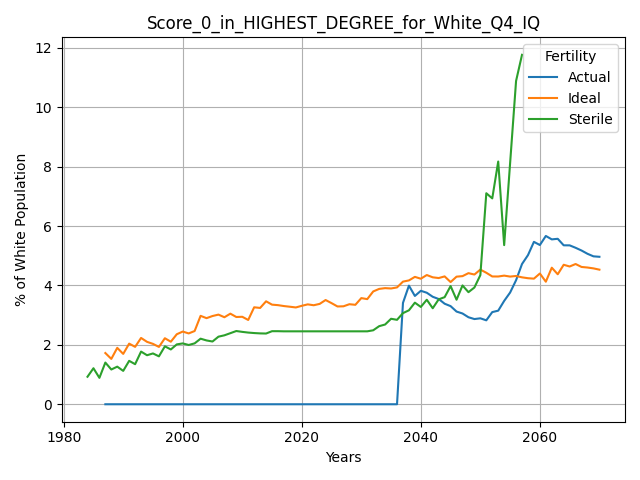 Score_0_in_HIGHEST_DEGREE_for_White_Q4_IQ
Fertility
Actual
Ideal
Sterile
% of White Population
12
10
8
6
4
2
0
1980 2000 2020 2040 2060
Years